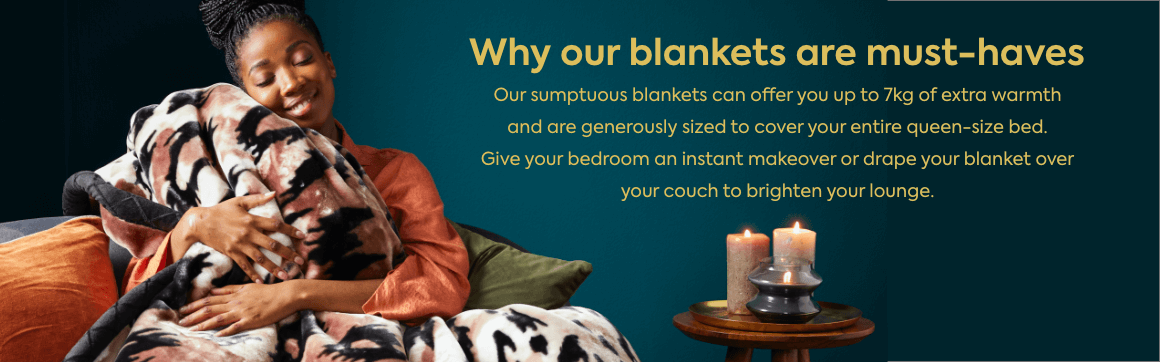 Why our blankets are must-haves
Our sumptuous blankets can offer you up to 7kg of extra warmth
and are generously sized to cover your entire queen-size bed.
Give your bedroom an instant makeover or drape your blanket over
your couch to brighten your lounge.